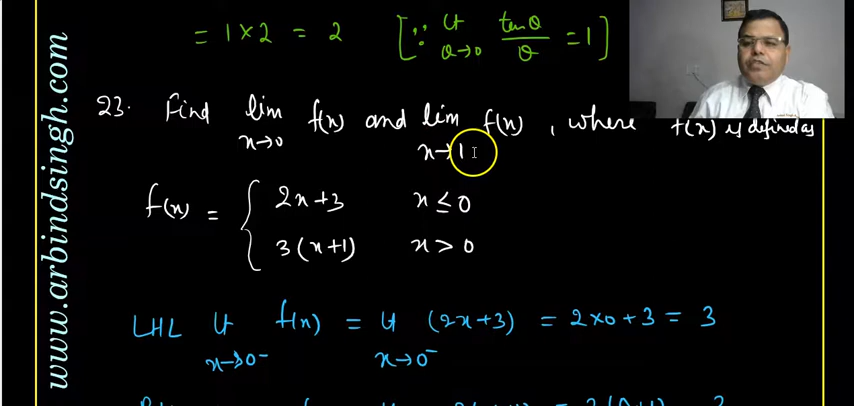 = 1 × 2 = 2 [∵ Lt θ→0 tanθ/θ = 1]
23. Find lim x→0 f(x) and lim x→1 f(x), where f(x) is defined as
f(x) = { 2x+3 x ≤ 0
3(x+1) x > 0
LHL Lt x→0⁻ f(x) = Lt x→0⁻ (2x+3) = 2×0+3 = 3
www.arbindsingh.com